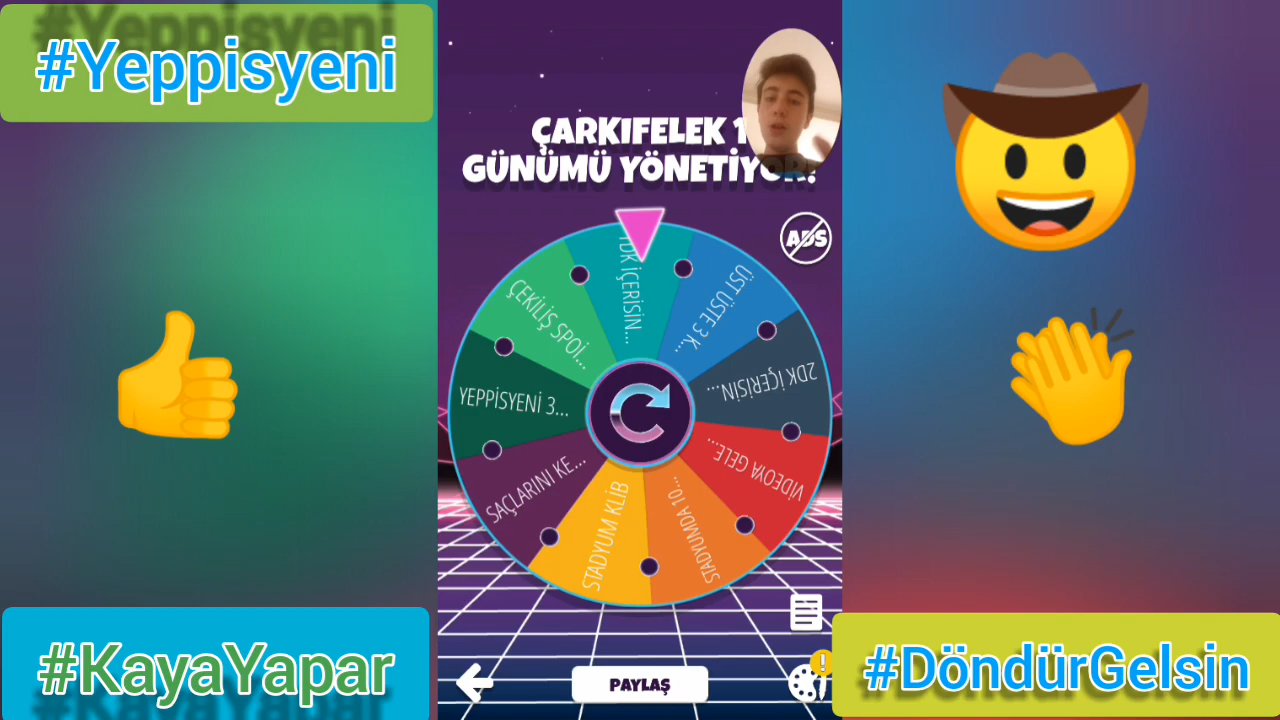 #Yeppisyeni
ÇARKIFELEK 1
GÜNÜMÜ YÖNETİYOR!
ADS
1DK İÇERİSİN...
ÜST ÜSTE 3 K...
2DK İÇERİSİN...
VİDEOYA GELE...
STADYUMDA 10...
STADYUM KLİB
SAÇLARINI KE...
YEPPİSYENİ 3...
ÇEKİLİŞ SPOİ...
PAYLAŞ
#KayaYapar
#DöndürGelsin